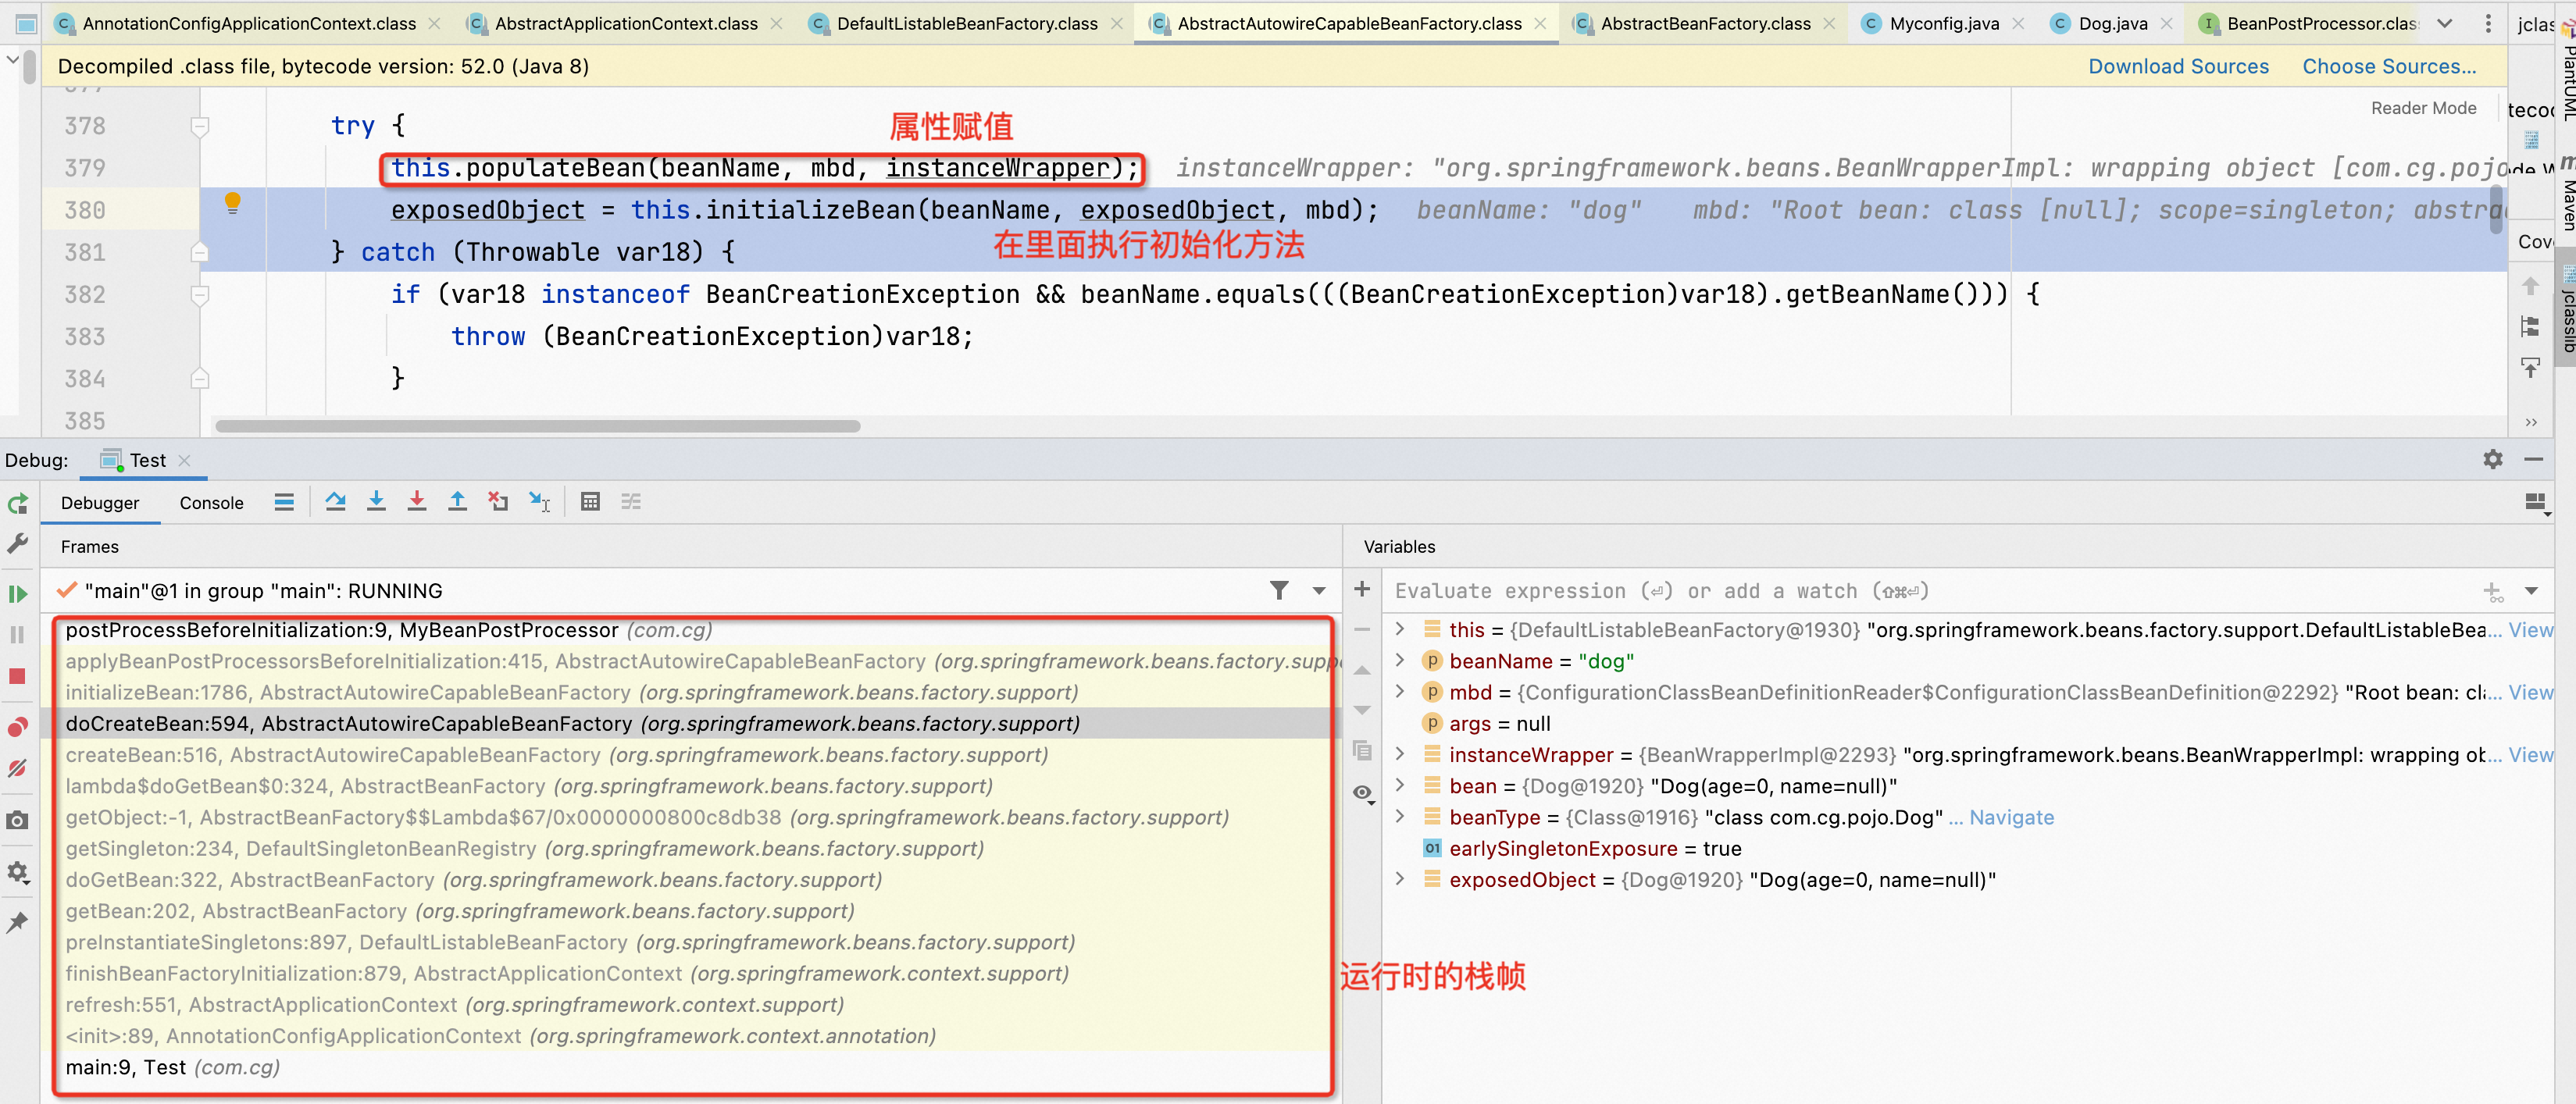 AnnotationConfigApplicationContext.class AbstractApplicationContext.class DefaultListableBeanFactory.class AbstractAutowireCapableBeanFactory.class AbstractBeanFactory.class Myconfig.java Dog.java BeanPostProcessor.clas jclas
Decompiled .class file, bytecode version: 52.0 (Java 8) Download Sources Choose Sources...
Reader Mode
PlantUML
Maven
jclasslib
377
378 try {
属性赋值
379 this.populateBean(beanName, mbd, instanceWrapper); instanceWrapper: "org.springframework.beans.BeanWrapperImpl: wrapping object [com.cg.pojo
380 exposedObject = this.initializeBean(beanName, exposedObject, mbd); beanName: "dog" mbd: "Root bean: class [null]; scope=singleton; abstra
381 } catch (Throwable var18) {
在里面执行初始化方法
Cov
382 if (var18 instanceof BeanCreationException && beanName.equals(((BeanCreationException)var18).getBeanName())) {
383 throw (BeanCreationException)var18;
384 }
385
Debug: Test
Debugger Console
Frames
Variables
"main"@1 in group "main": RUNNING
Evaluate expression (⏎) or add a watch (⇧⌘⏎)
postProcessBeforeInitialization:9, MyBeanPostProcessor (com.cg)
applyBeanPostProcessorsBeforeInitialization:415, AbstractAutowireCapableBeanFactory (org.springframework.beans.factory.suppo
initializeBean:1786, AbstractAutowireCapableBeanFactory (org.springframework.beans.factory.support)
doCreateBean:594, AbstractAutowireCapableBeanFactory (org.springframework.beans.factory.support)
createBean:516, AbstractAutowireCapableBeanFactory (org.springframework.beans.factory.support)
lambda$doGetBean$0:324, AbstractBeanFactory (org.springframework.beans.factory.support)
getObject:-1, AbstractBeanFactory$$Lambda$67/0x0000000800c8db38 (org.springframework.beans.factory.support)
getSingleton:234, DefaultSingletonBeanRegistry (org.springframework.beans.factory.support)
doGetBean:322, AbstractBeanFactory (org.springframework.beans.factory.support)
getBean:202, AbstractBeanFactory (org.springframework.beans.factory.support)
preInstantiateSingletons:897, DefaultListableBeanFactory (org.springframework.beans.factory.support)
finishBeanFactoryInitialization:879, AbstractApplicationContext (org.springframework.context.support)
refresh:551, AbstractApplicationContext (org.springframework.context.support)
<init>:89, AnnotationConfigApplicationContext (org.springframework.context.annotation)
main:9, Test (com.cg)
运行时的栈帧
this = {DefaultListableBeanFactory@1930} "org.springframework.beans.factory.support.DefaultListableBea... View
beanName = "dog"
mbd = {ConfigurationClassBeanDefinitionReader$ConfigurationClassBeanDefinition@2292} "Root bean: cl... View
args = null
instanceWrapper = {BeanWrapperImpl@2293} "org.springframework.beans.BeanWrapperImpl: wrapping ob... View
bean = {Dog@1920} "Dog(age=0, name=null)"
beanType = {Class@1916} "class com.cg.pojo.Dog" ... Navigate
earlySingletonExposure = true
exposedObject = {Dog@1920} "Dog(age=0, name=null)"